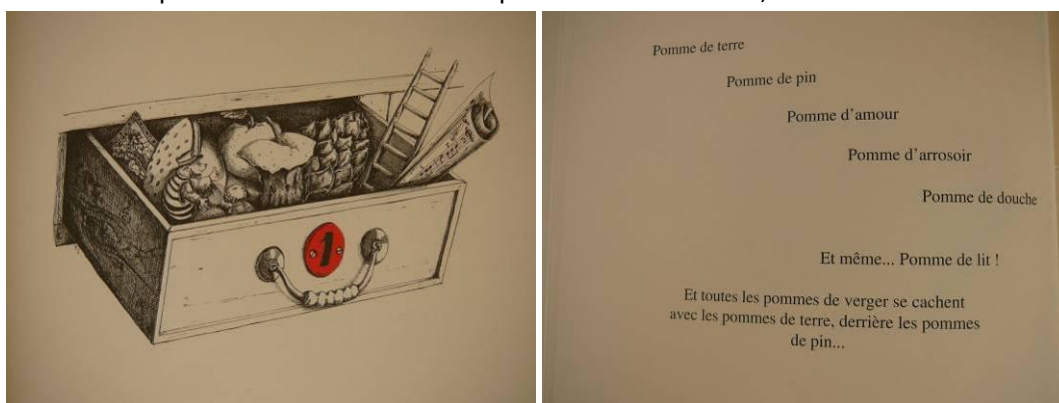 1
Pomme de terre
Pomme de pin
Pomme d'amour
Pomme d'arrosoir
Pomme de douche
Et même... Pomme de lit !
Et toutes les pommes de verger se cachent
avec les pommes de terre, derrière les pommes
de pin...